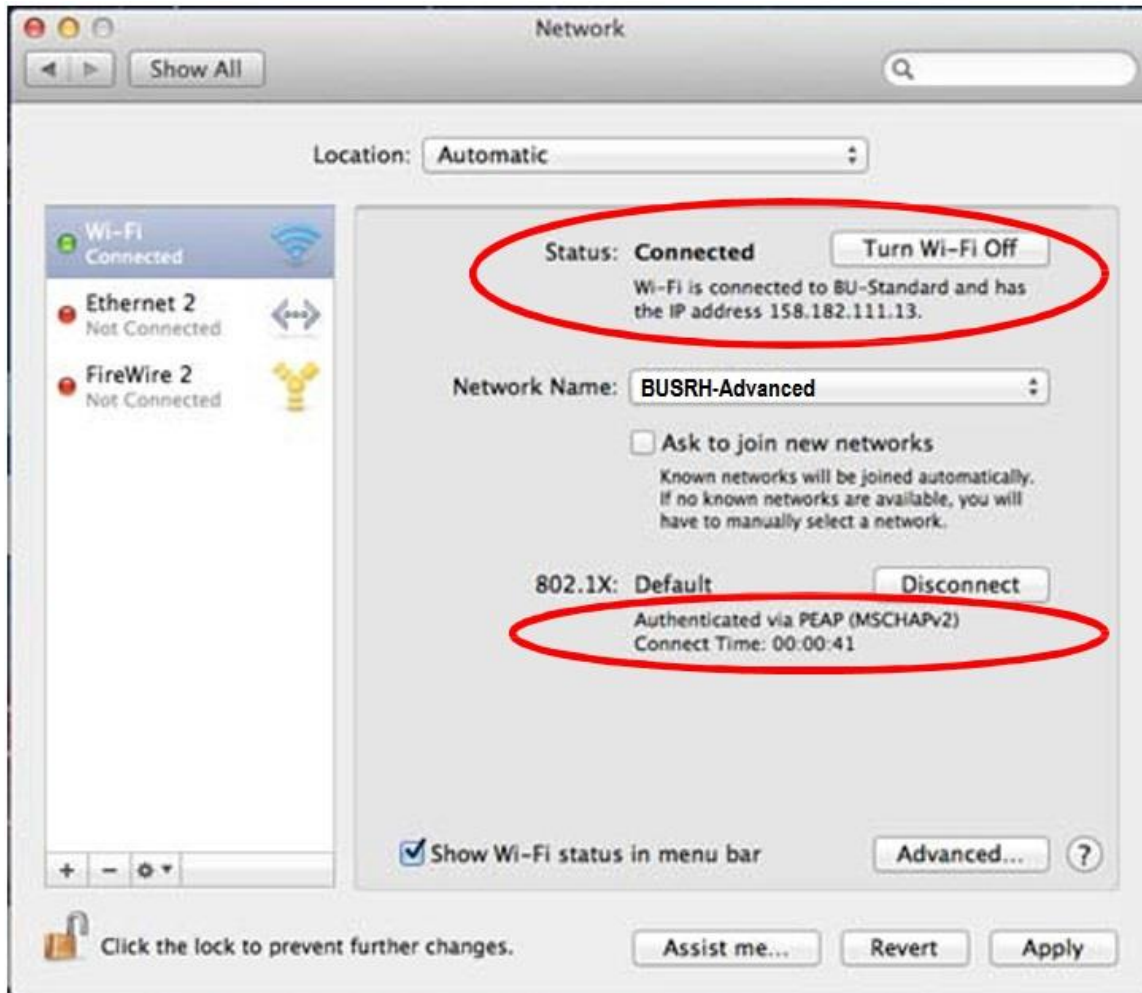 Network
Show All
Location: Automatic
Wi-Fi
Connected
Ethernet 2
Not Connected
FireWire 2
Not Connected
Status: Connected Turn Wi-Fi Off
Wi-Fi is connected to BU-Standard and has
the IP address 158.182.111.13.
Network Name: BUSRH-Advanced
Ask to join new networks
Known networks will be joined automatically.
If no known networks are available, you will
have to manually select a network.
802.1X: Default Disconnect
Authenticated via PEAP (MSCHAPv2)
Connect Time: 00:00:41
Show Wi-Fi status in menu bar Advanced... ?
Click the lock to prevent further changes. Assist me... Revert Apply